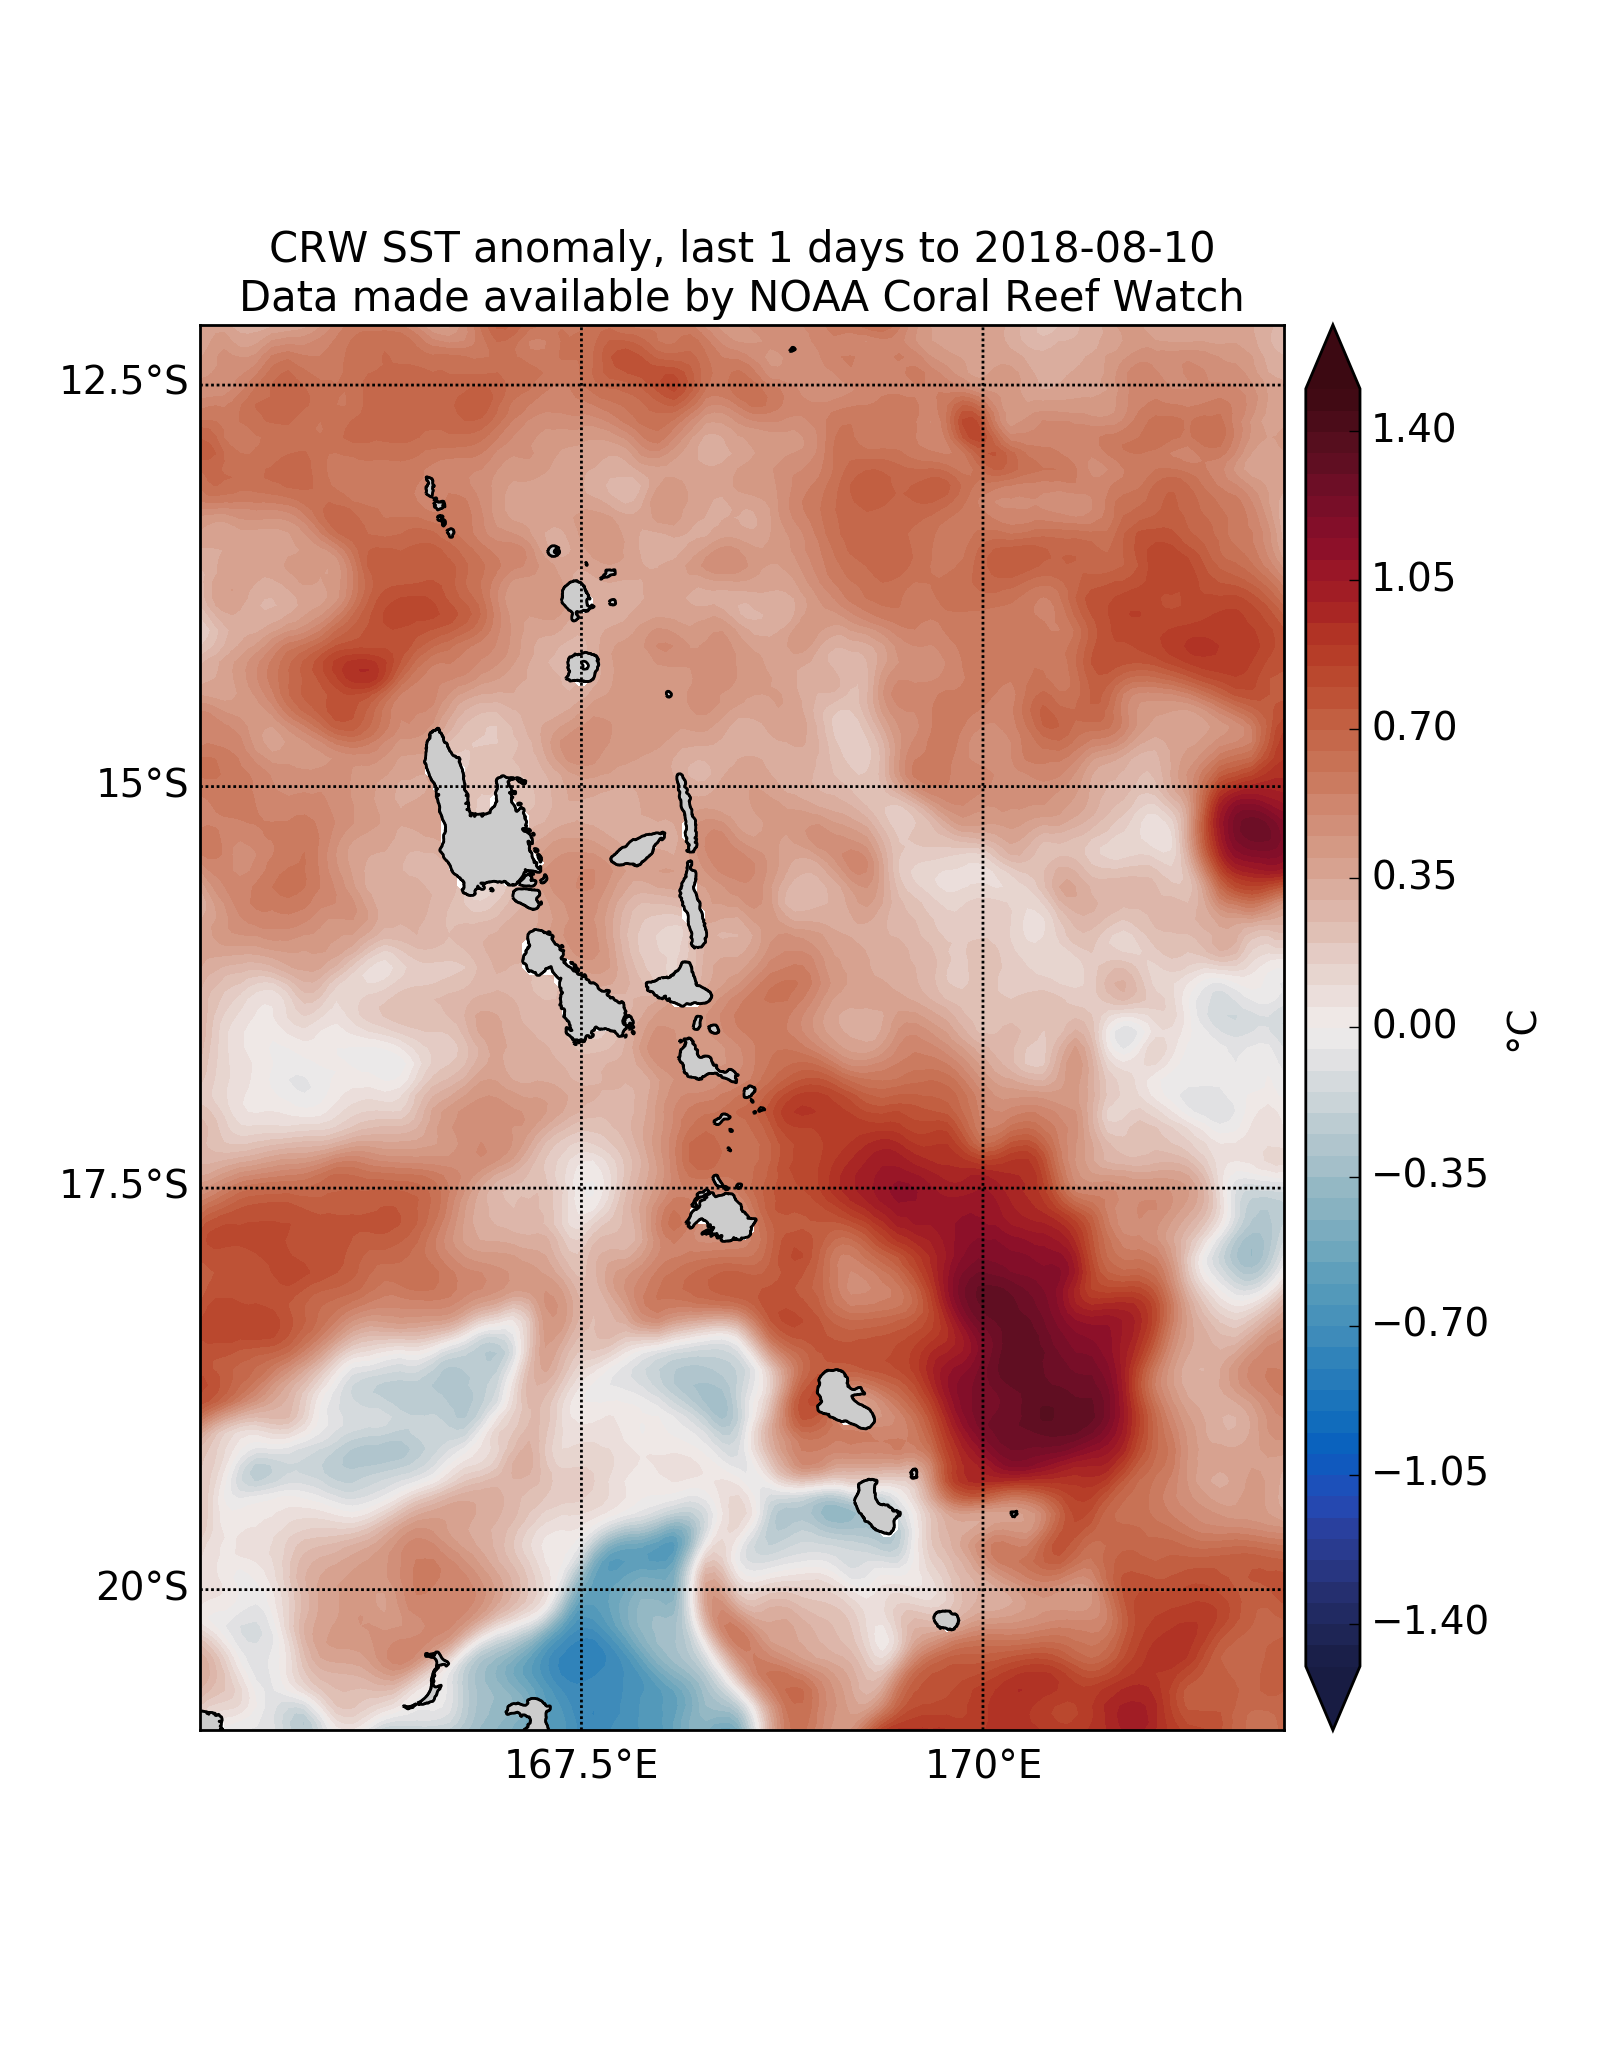 CRW SST anomaly, last 1 days to 2018-08-10
Data made available by NOAA Coral Reef Watch
12.5°S
15°S
17.5°S
20°S
167.5°E
170°E
1.40
1.05
0.70
0.35
0.00
−0.35
−0.70
−1.05
−1.40
°C